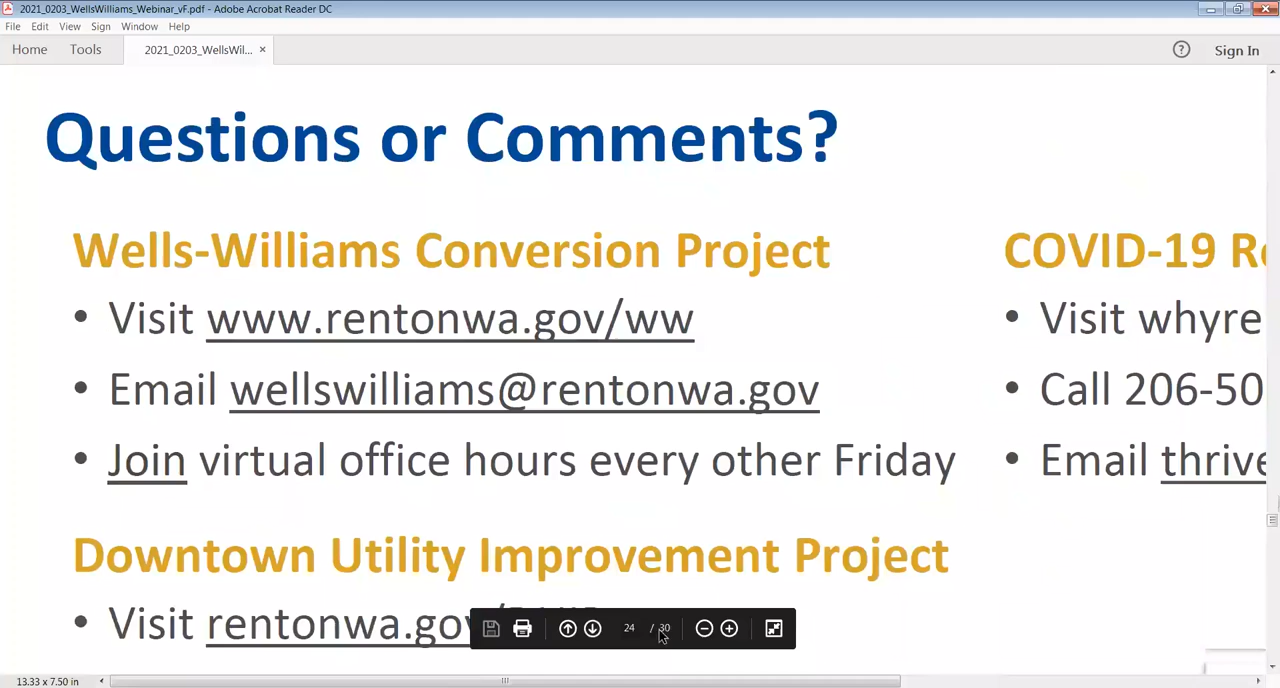 2021_0203_WellsWilliams_Webinar_vF.pdf - Adobe Acrobat Reader DC
File Edit View Sign Window Help
Home Tools 2021_0203_WellsWil... × Sign In
Questions or Comments?
Wells-Williams Conversion Project
• Visit www.rentonwa.gov/ww
• Email wellswilliams@rentonwa.gov
• Join virtual office hours every other Friday
COVID-19 Re
• Visit whyre
• Call 206-50
• Email thrive
Downtown Utility Improvement Project
• Visit rentonwa.gov
24 / 30
13.33 x 7.50 in